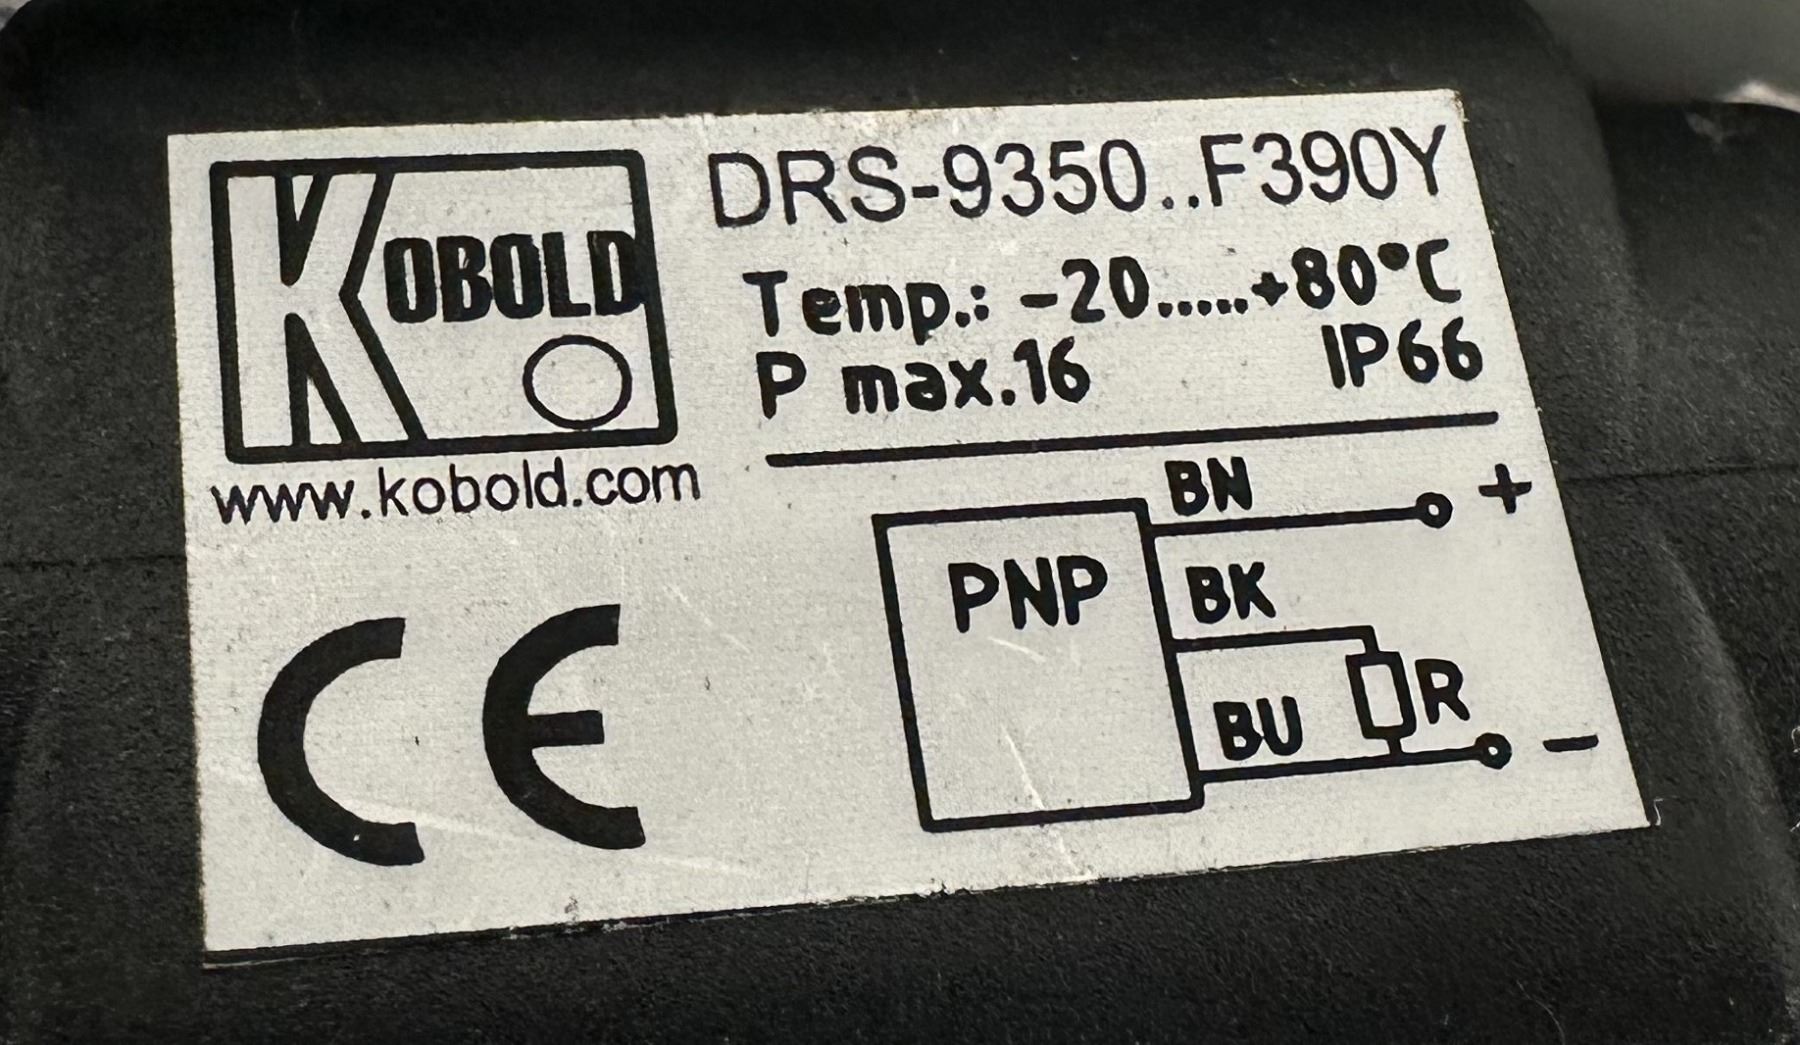 KOBOLD
www.kobold.com
DRS-9350..F390Y
Temp.: -20.....+80°C
P max.16 IP66
BN +
PNP
BK
R
BU -
CE